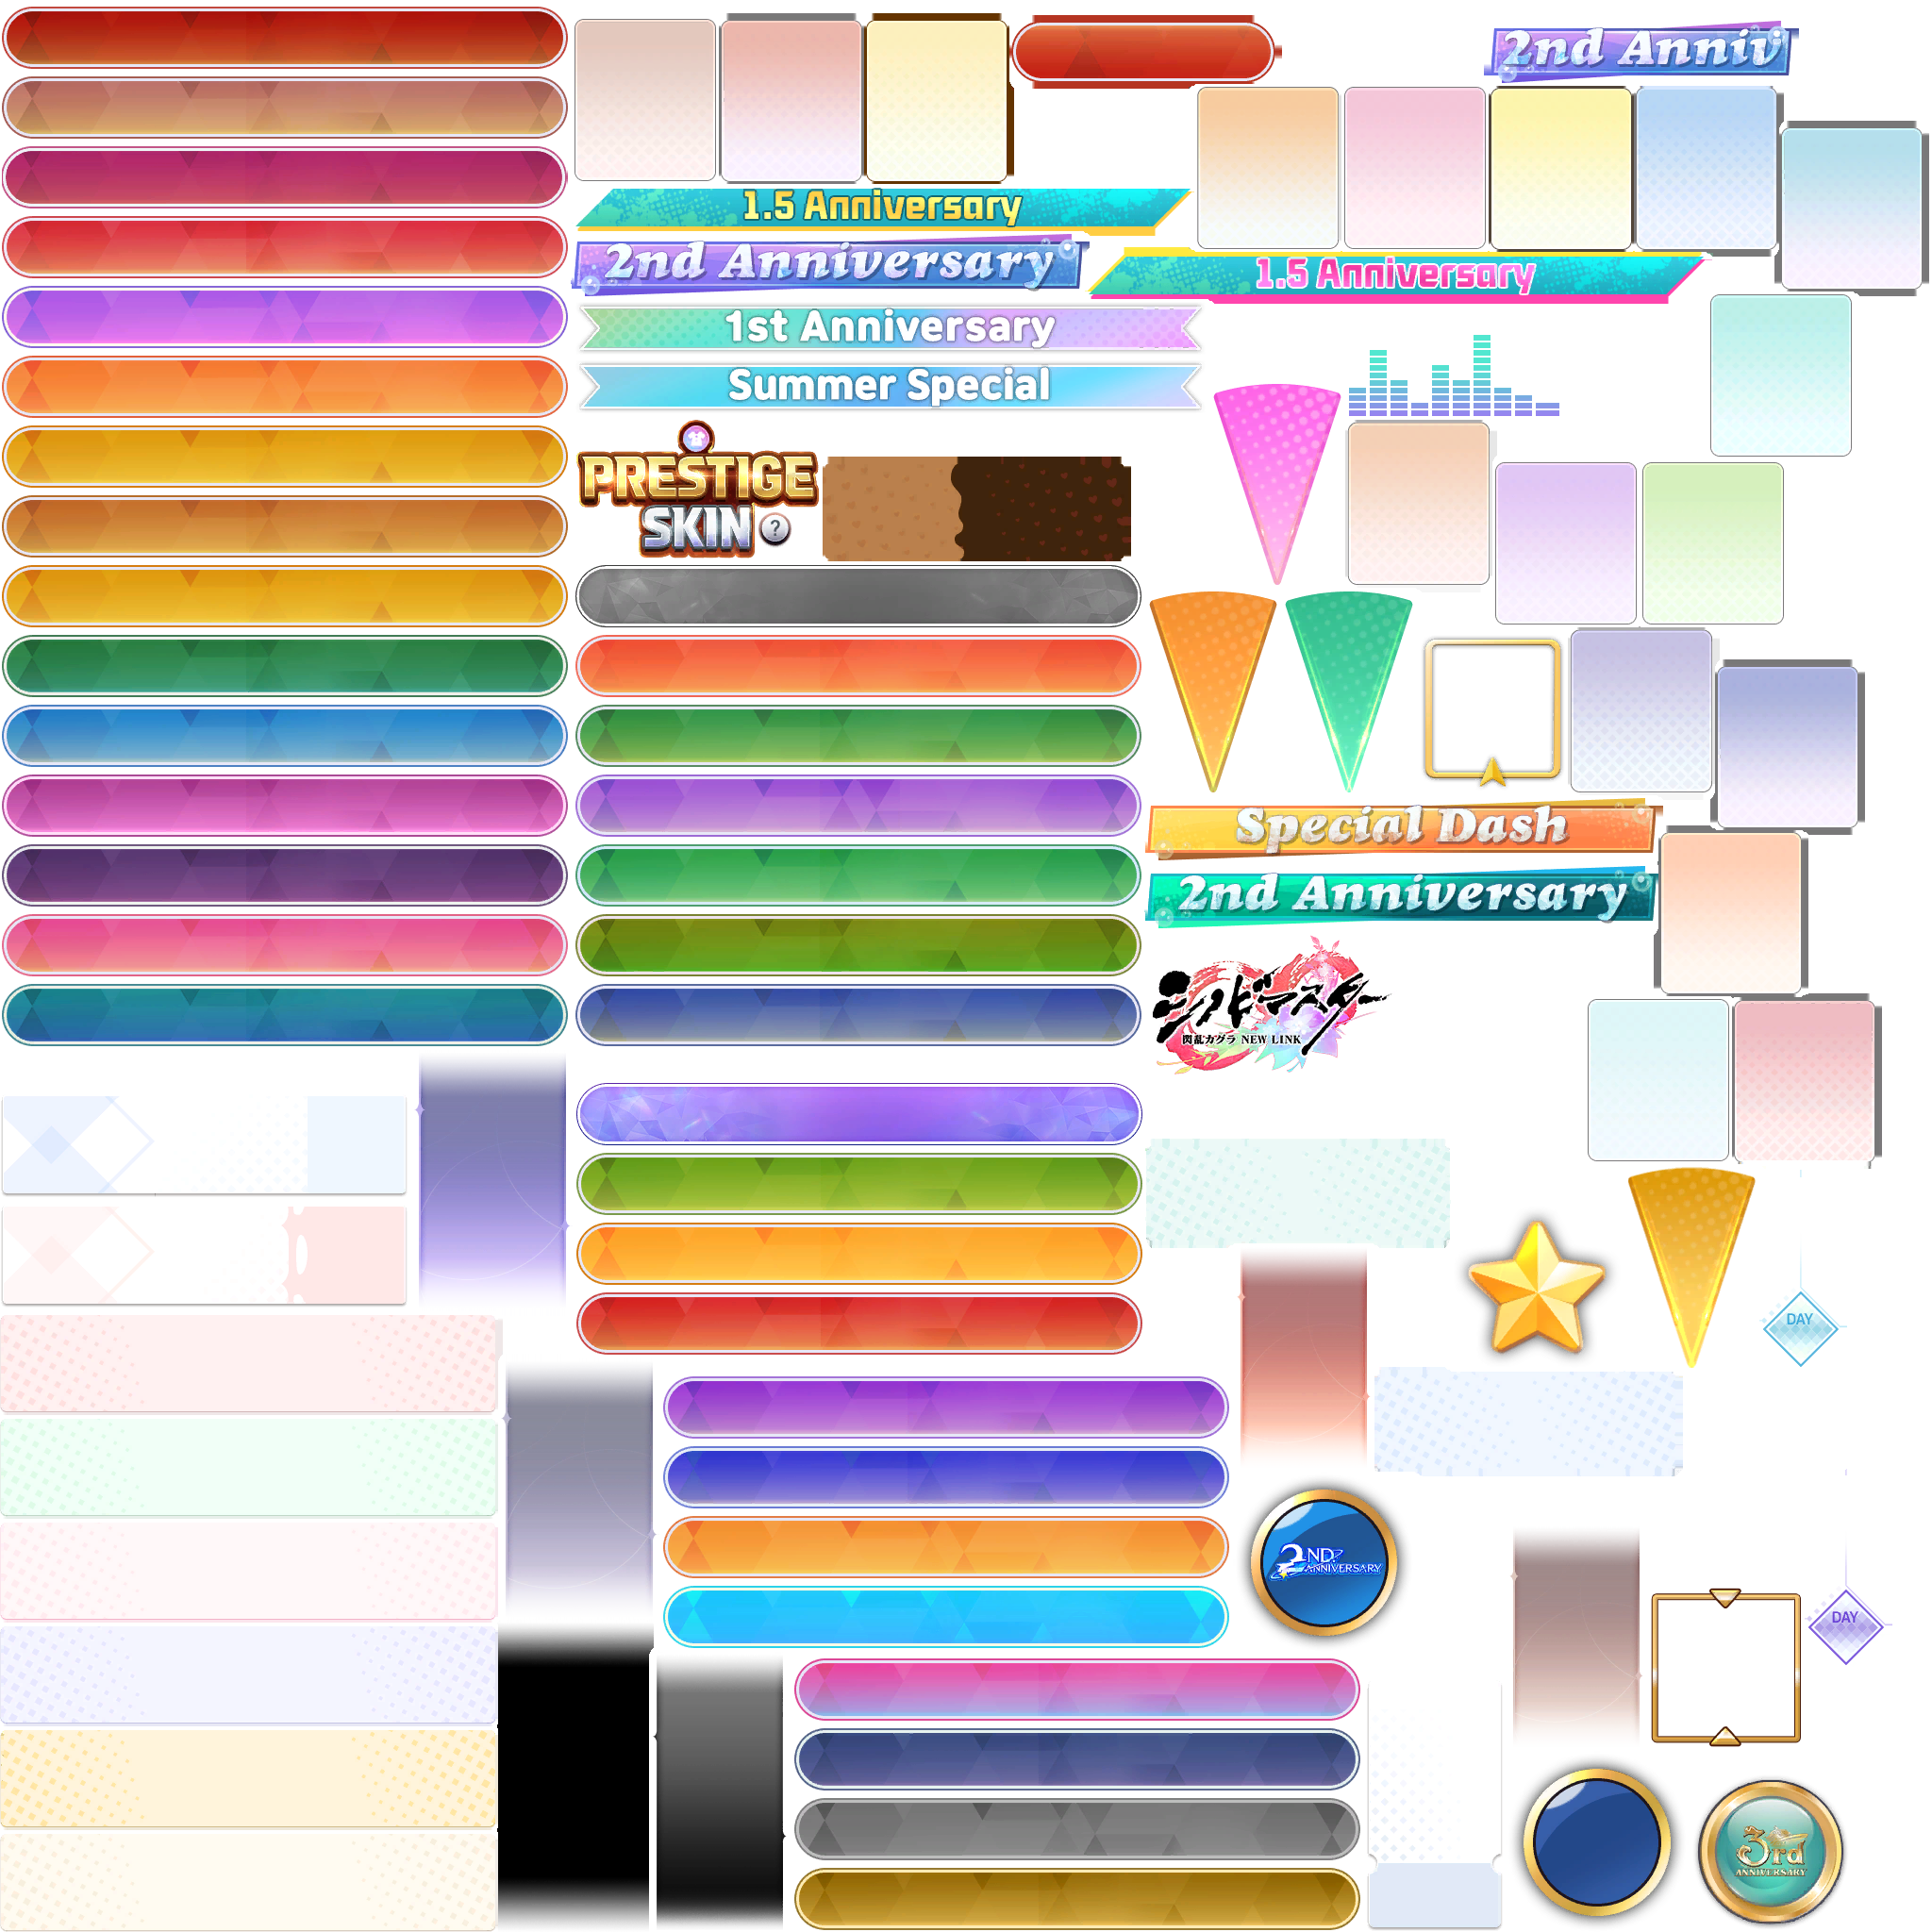 2nd Anniv
1.5 Anniversary
2nd Anniversary
1.5 Anniversary
1st Anniversary
Summer Special
PRESTIGE
SKIN ?
Special Dash
2nd Anniversary
シノビマスター
閃乱カグラ NEW LINK
DAY
2ND
ANNIVERSARY
DAY
3rd
ANNIVERSARY